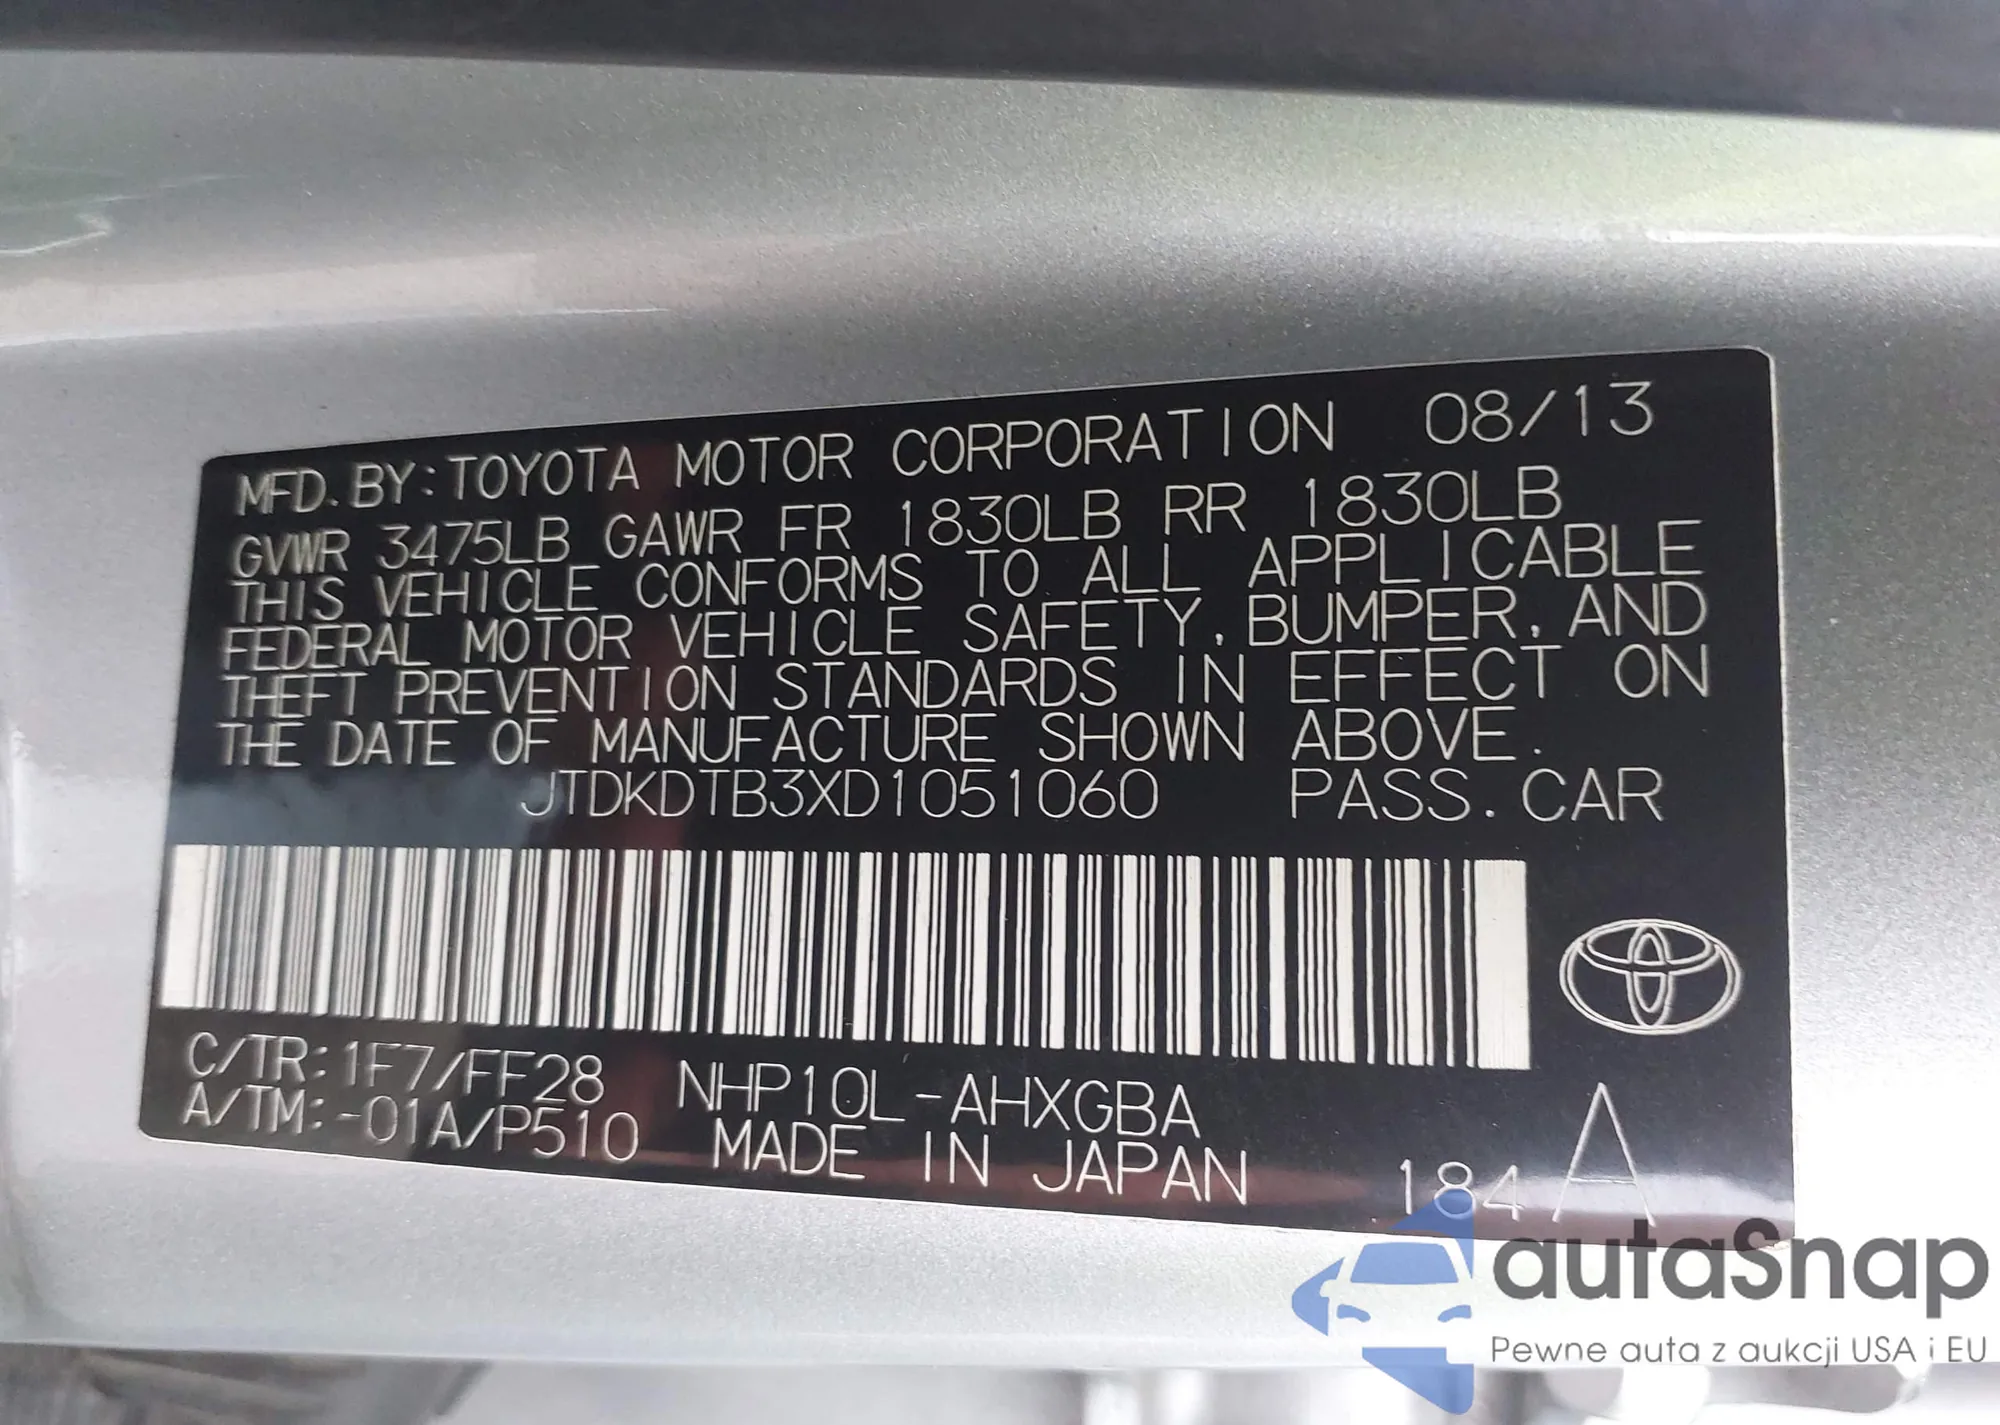 MFD. BY: TOYOTA MOTOR CORPORATION 08/13
GVWR 3475LB GAWR FR 1830LB RR 1830LB
THIS VEHICLE CONFORMS TO ALL APPLICABLE
FEDERAL MOTOR VEHICLE SAFETY, BUMPER, AND
THEFT PREVENTION STANDARDS IN EFFECT ON
THE DATE OF MANUFACTURE SHOWN ABOVE.
JTDKDTB3XD1051060 PASS. CAR
C/TR: 1F7/FF28 NHP10L-AHXGBA
A/TM: -01A/P510 MADE IN JAPAN
184 A
autaSnap
Pewne auta z aukcji USA i EU